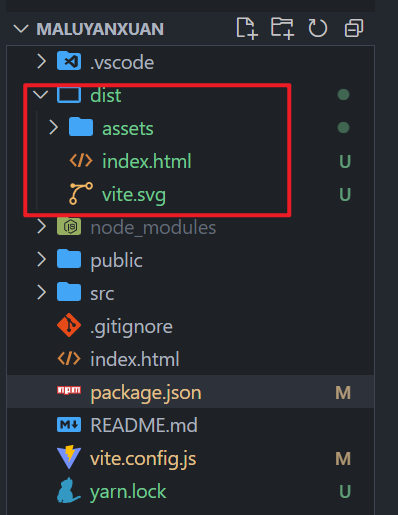 MALUYANXUAN
.vscode
dist
assets
index.html U
vite.svg U
node_modules
public
src
.gitignore
index.html
package.json M
README.md
vite.config.js M
yarn.lock U